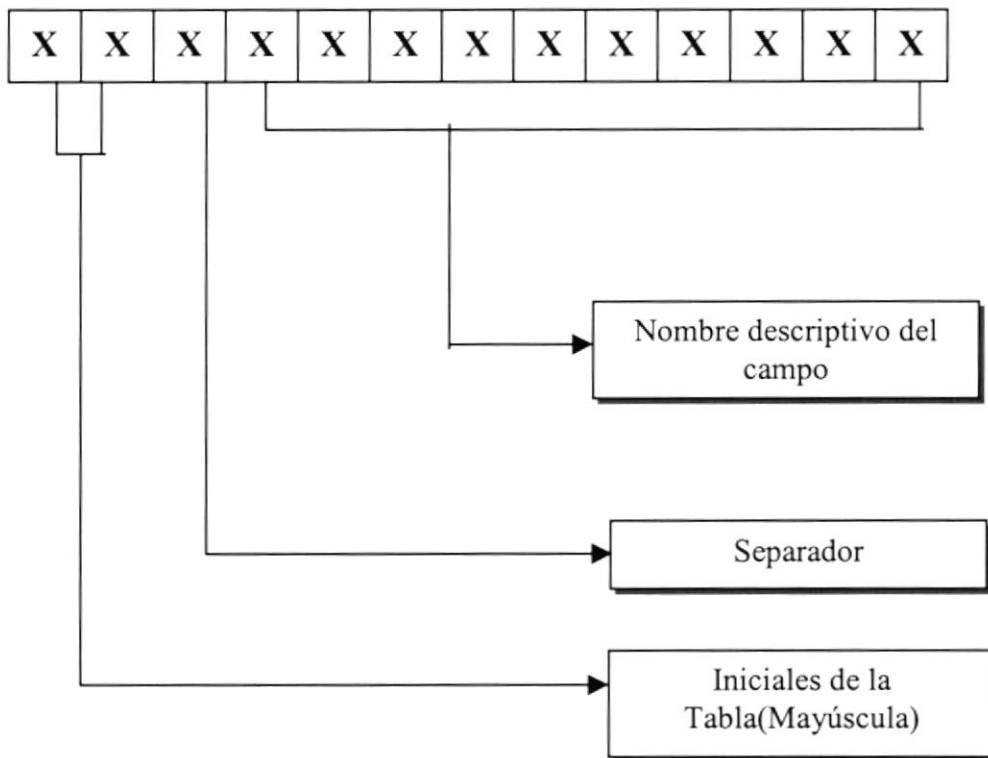 X X X X X X X X X X X X X
Nombre descriptivo del
campo
Separador
Iniciales de la
Tabla(Mayúscula)